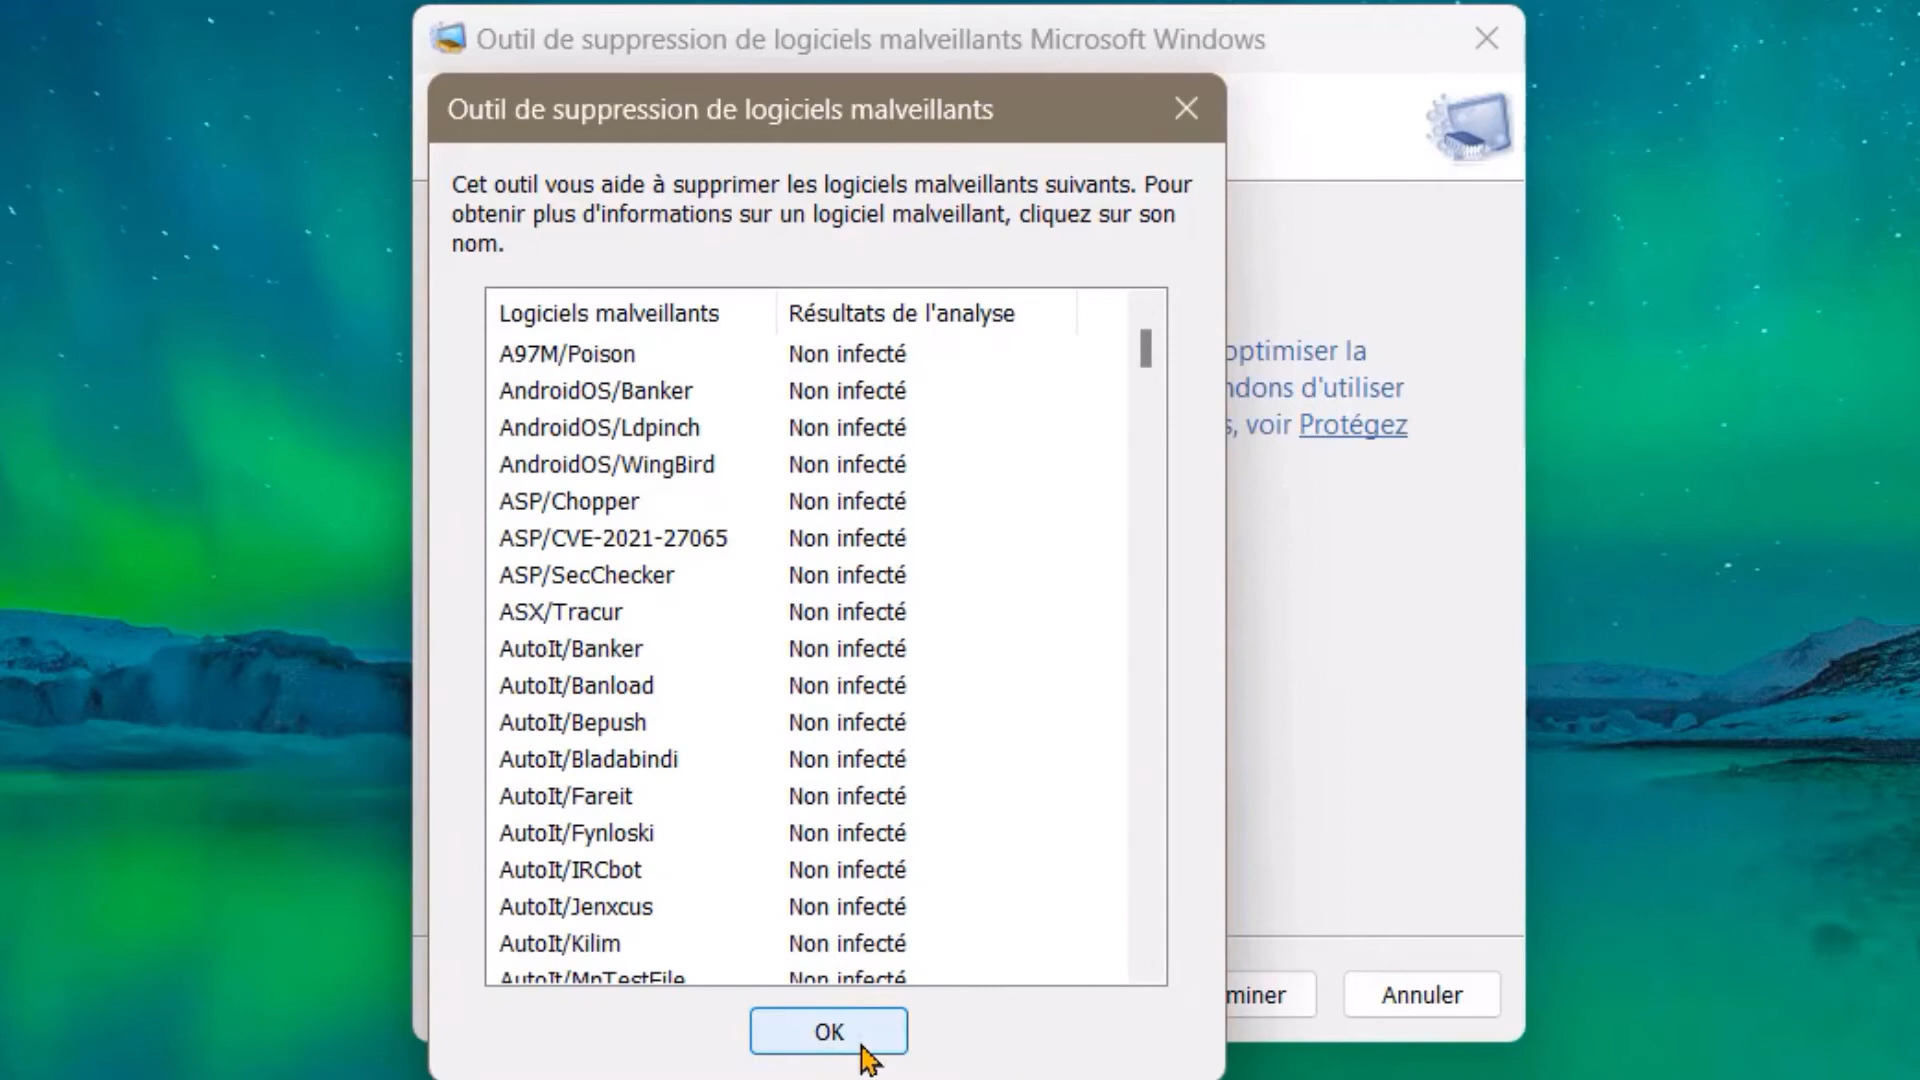 Outil de suppression de logiciels malveillants Microsoft Windows
Outil de suppression de logiciels malveillants
Cet outil vous aide à supprimer les logiciels malveillants suivants. Pour
obtenir plus d'informations sur un logiciel malveillant, cliquez sur son
nom.
Logiciels malveillants Résultats de l'analyse
A97M/Poison Non infecté
AndroidOS/Banker Non infecté
AndroidOS/Ldpinch Non infecté
AndroidOS/WingBird Non infecté
ASP/Chopper Non infecté
ASP/CVE-2021-27065 Non infecté
ASP/SecChecker Non infecté
ASX/Tracur Non infecté
AutoIt/Banker Non infecté
AutoIt/Banload Non infecté
AutoIt/Bepush Non infecté
AutoIt/Bladabindi Non infecté
AutoIt/Fareit Non infecté
AutoIt/Fynloski Non infecté
AutoIt/IRCbot Non infecté
AutoIt/Jenxcus Non infecté
AutoIt/Kilim Non infecté
AutoIt/MpTestFile Non infecté
OK
optimiser la
ndons d'utiliser
s, voir Protégez
miner
Annuler